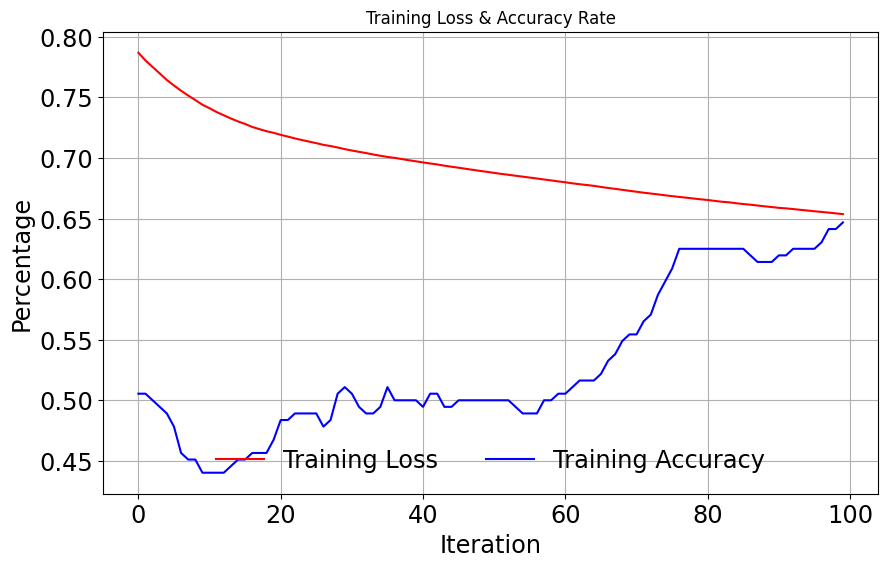 Training Loss & Accuracy Rate
0.80
0.75
0.70
0.65
0.60
0.55
0.50
0.45
Percentage
Training Loss Training Accuracy
0 20 40 60 80 100
Iteration